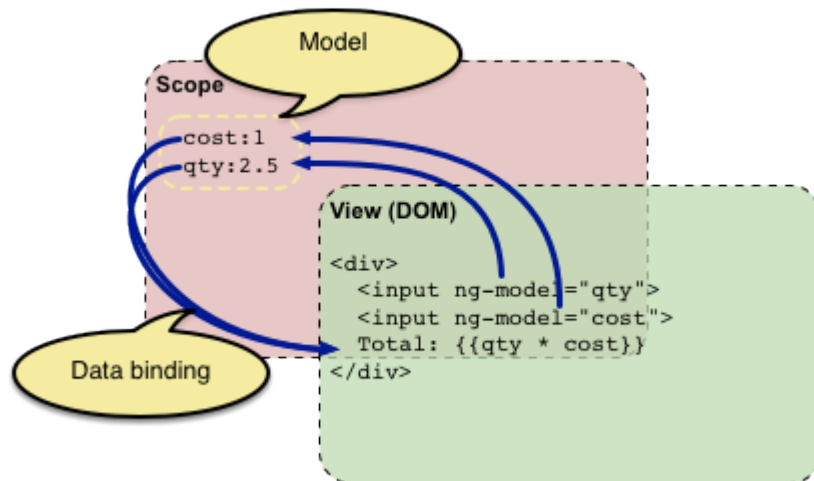 Model
Scope
cost:1
qty:2.5
View (DOM)
<div>
<input ng-model="qty">
<input ng-model="cost">
Total: {{qty * cost}}
</div>
Data binding